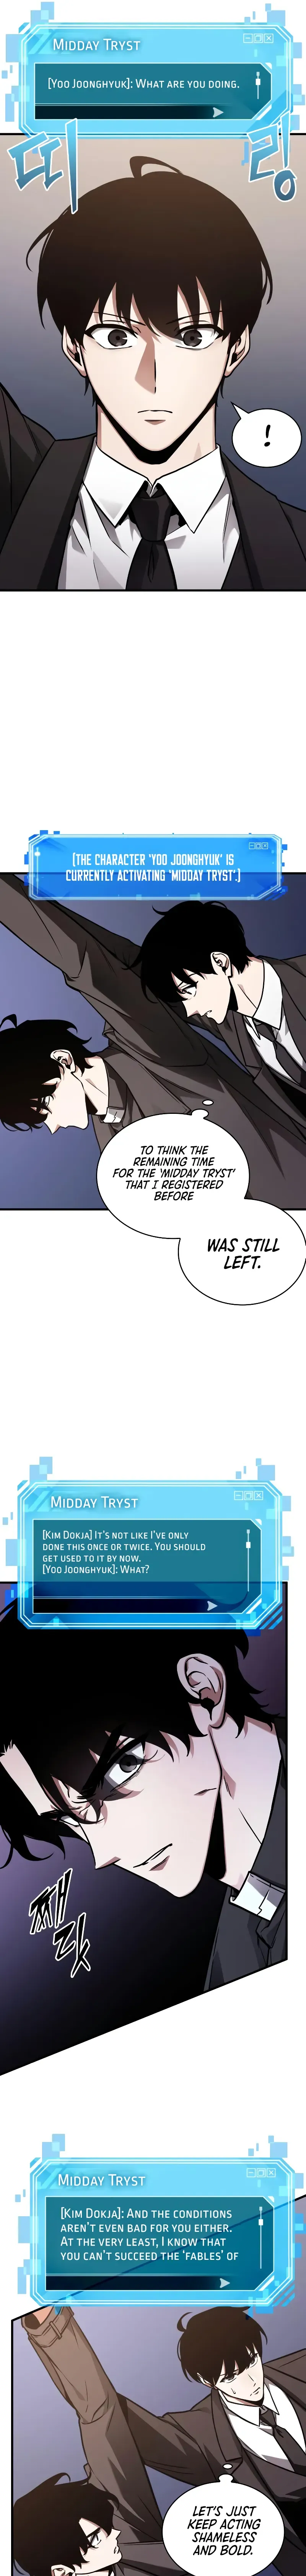 MIDDAY TRYST
[YOO JOONGHYUK]: WHAT ARE YOU DOING.
띠
링
!
[THE CHARACTER 'YOO JOONGHYUK' IS
CURRENTLY ACTIVATING 'MIDDAY TRYST'.]
TO THINK THE
REMAINING TIME
FOR THE 'MIDDAY TRYST'
THAT I REGISTERED
BEFORE
WAS STILL
LEFT.
MIDDAY TRYST
[KIM DOKJA] IT'S NOT LIKE I'VE ONLY
DONE THIS ONCE OR TWICE. YOU SHOULD
GET USED TO IT BY NOW.
[YOO JOONGHYUK]: WHAT?
MIDDAY TRYST
[KIM DOKJA]: AND THE CONDITIONS
AREN'T EVEN BAD FOR YOU EITHER.
AT THE VERY LEAST, I KNOW THAT
YOU CAN'T SUCCEED THE 'FABLES' OF
LET'S JUST
KEEP ACTING
SHAMELESS
AND BOLD.